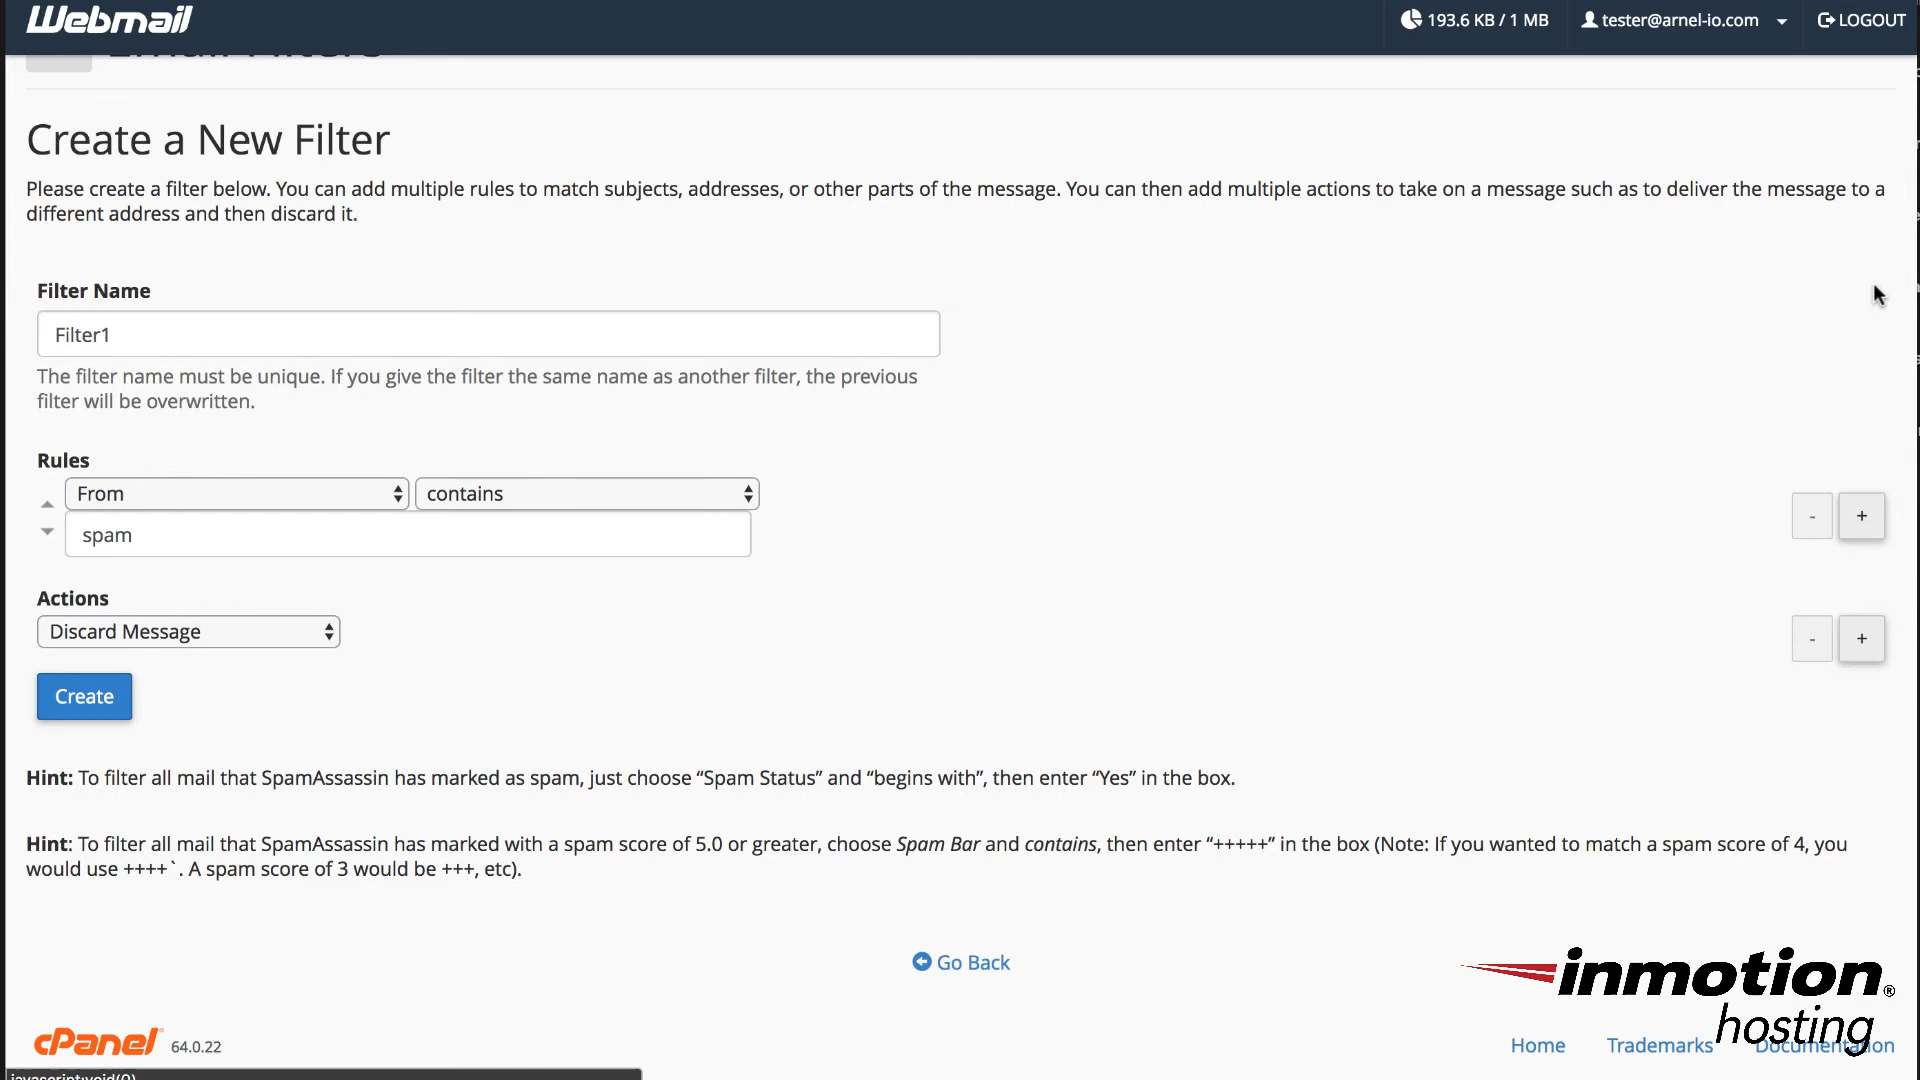 Webmail
193.6 KB / 1 MB
tester@arnel-io.com
LOGOUT
Email Filters
Create a New Filter
Please create a filter below. You can add multiple rules to match subjects, addresses, or other parts of the message. You can then add multiple actions to take on a message such as to deliver the message to a
different address and then discard it.
Filter Name
Filter1
The filter name must be unique. If you give the filter the same name as another filter, the previous
filter will be overwritten.
Rules
From
contains
spam
-
+
Actions
Discard Message
-
+
Create
Hint: To filter all mail that SpamAssassin has marked as spam, just choose “Spam Status” and “begins with”, then enter “Yes” in the box.
Hint: To filter all mail that SpamAssassin has marked with a spam score of 5.0 or greater, choose Spam Bar and contains, then enter “+++++” in the box (Note: If you wanted to match a spam score of 4, you
would use ++++`. A spam score of 3 would be +++, etc).
Go Back
inmotion®
hosting
cPanel 64.0.22
Home
Trademarks
Documentation
javascript:void(0)